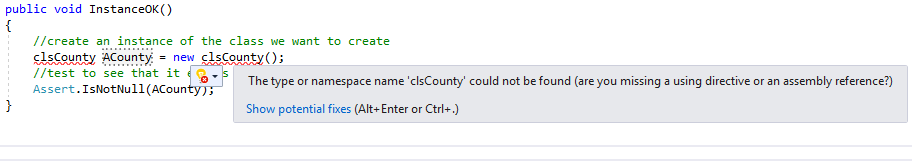 public void InstanceOK()
{
//create an instance of the class we want to create
clsCounty ACounty = new clsCounty();
//test to see that it e s
The type or namespace name 'clsCounty' could not be found (are you missing a using directive or an assembly reference?)
Assert.IsNotNull(ACounty);
Show potential fixes (Alt+Enter or Ctrl+.)
}